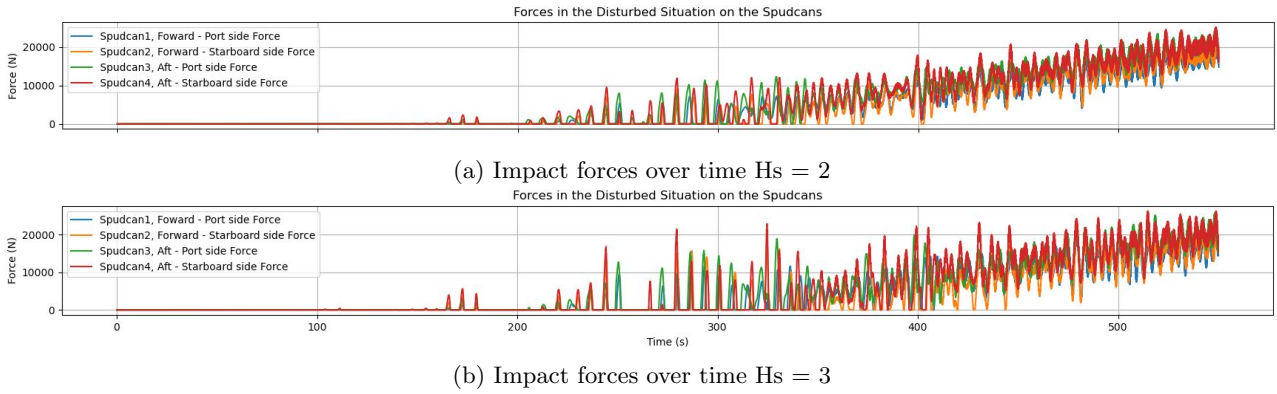 Forces in the Disturbed Situation on the Spudcans
Force (N)
20000
10000
0
Spudcan1, Foward - Port side Force
Spudcan2, Forward - Starboard side Force
Spudcan3, Aft - Port side Force
Spudcan4, Aft - Starboard side Force
(a) Impact forces over time Hs = 2
Forces in the Disturbed Situation on the Spudcans
Force (N)
20000
10000
0
Spudcan1, Foward - Port side Force
Spudcan2, Forward - Starboard side Force
Spudcan3, Aft - Port side Force
Spudcan4, Aft - Starboard side Force
0 100 200 300 400 500
Time (s)
(b) Impact forces over time Hs = 3